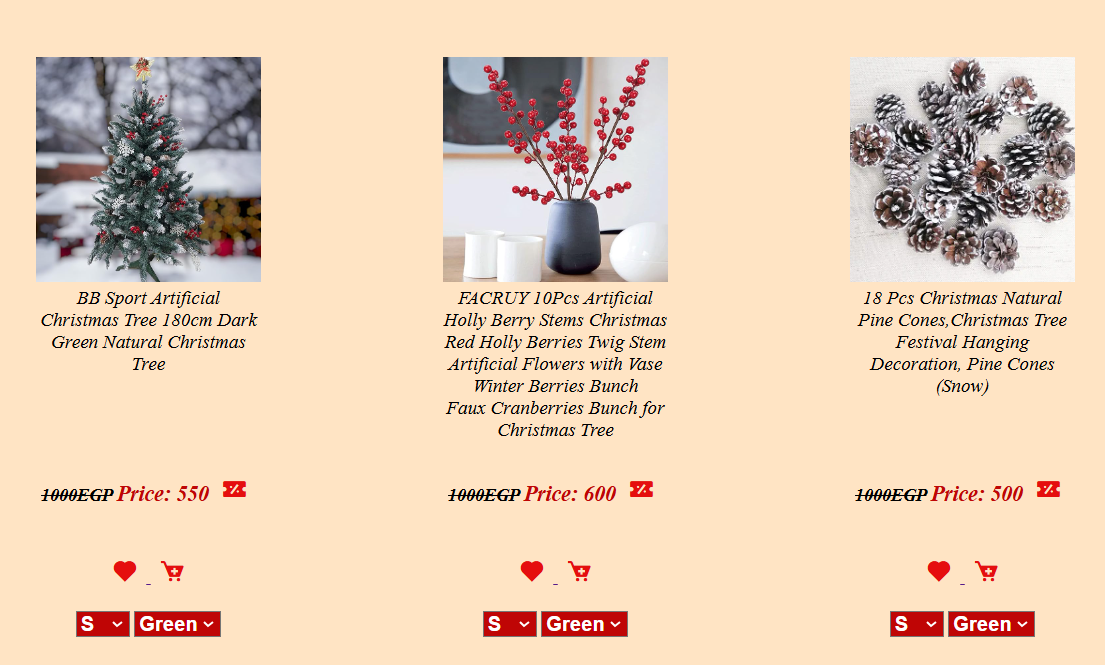 BB Sport Artificial
Christmas Tree 180cm Dark
Green Natural Christmas
Tree
1000EGP Price: 550
S Green
FACRUY 10Pcs Artificial
Holly Berry Stems Christmas
Red Holly Berries Twig Stem
Artificial Flowers with Vase
Winter Berries Bunch
Faux Cranberries Bunch for
Christmas Tree
1000EGP Price: 600
S Green
18 Pcs Christmas Natural
Pine Cones,Christmas Tree
Festival Hanging
Decoration, Pine Cones
(Snow)
1000EGP Price: 500
S Green